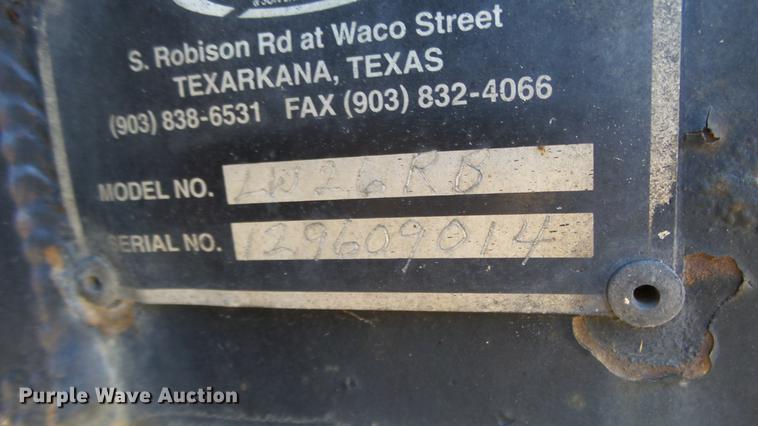 S. Robison Rd at Waco Street
TEXARKANA, TEXAS
(903) 838-6531 FAX (903) 832-4066
MODEL NO. LW26RB
SERIAL NO. 129609014
Purple Wave Auction